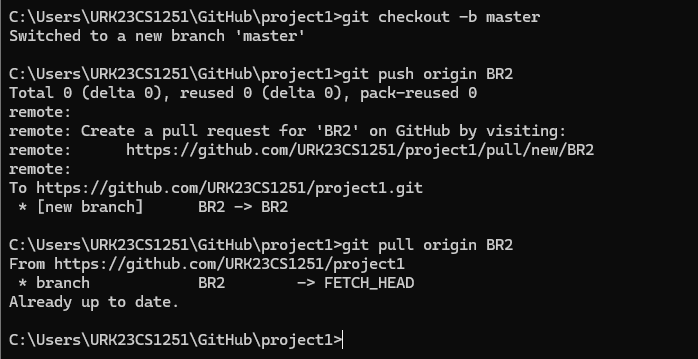 C:\Users\URK23CS1251\GitHub\project1>git checkout -b master
Switched to a new branch 'master'
C:\Users\URK23CS1251\GitHub\project1>git push origin BR2
Total 0 (delta 0), reused 0 (delta 0), pack-reused 0
remote:
remote: Create a pull request for 'BR2' on GitHub by visiting:
remote:      https://github.com/URK23CS1251/project1/pull/new/BR2
remote:
To https://github.com/URK23CS1251/project1.git
 * [new branch]      BR2 -> BR2
C:\Users\URK23CS1251\GitHub\project1>git pull origin BR2
From https://github.com/URK23CS1251/project1
 * branch            BR2        -> FETCH_HEAD
Already up to date.
C:\Users\URK23CS1251\GitHub\project1>